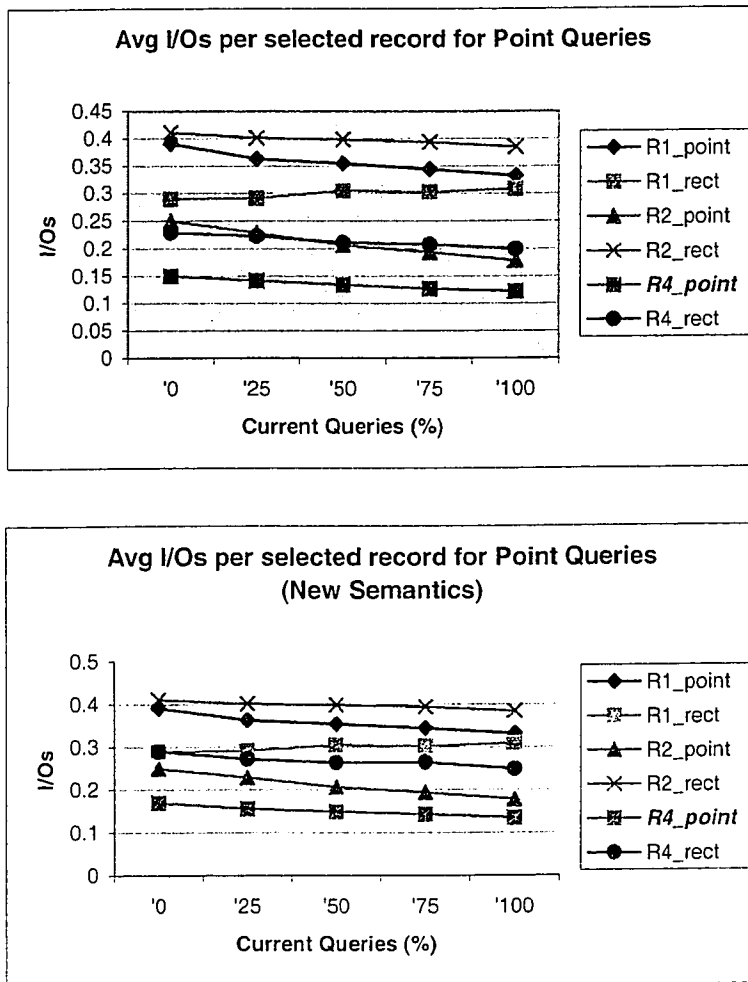 Avg I/Os per selected record for Point Queries
0.45
0.4
0.35
0.3
0.25
0.2
0.15
0.1
0.05
0
I/Os
'0 '25 '50 '75 '100
Current Queries (%)
R1_point
R1_rect
R2_point
R2_rect
R4_point
R4_rect
Avg I/Os per selected record for Point Queries
(New Semantics)
0.5
0.4
0.3
0.2
0.1
0
I/Os
'0 '25 '50 '75 '100
Current Queries (%)
R1_point
R1_rect
R2_point
R2_rect
R4_point
R4_rect